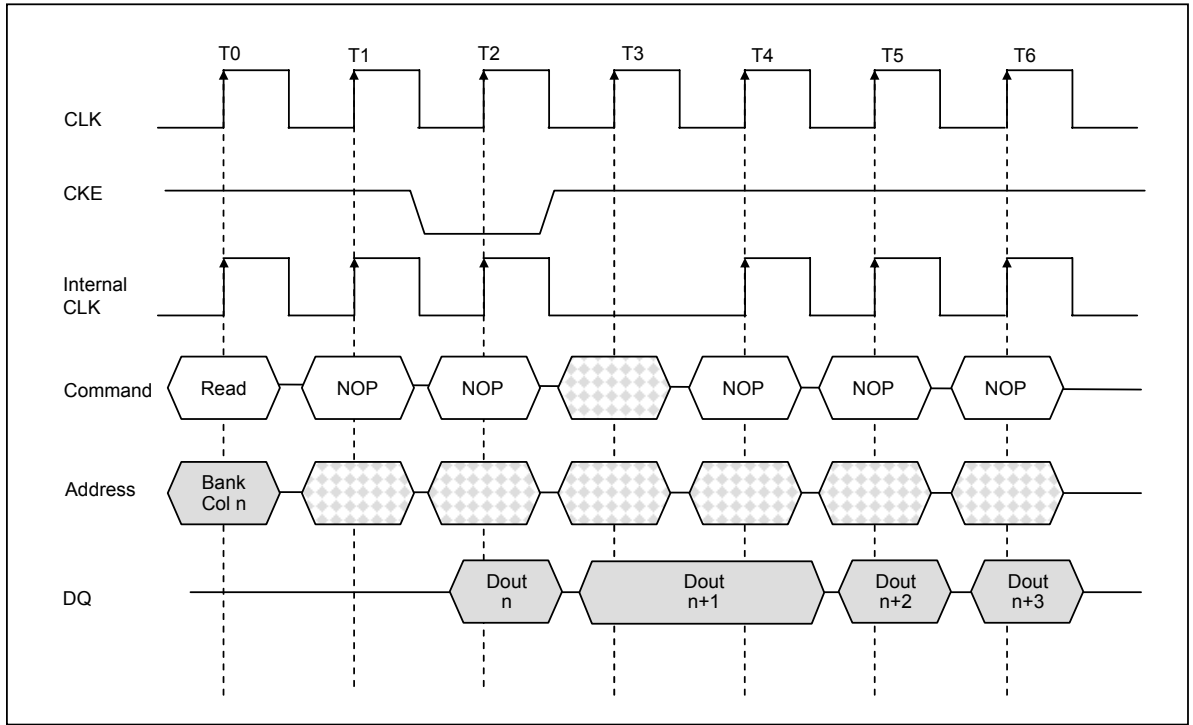 T0 T1 T2 T3 T4 T5 T6
CLK
CKE
Internal
CLK
Command Read NOP NOP NOP NOP NOP
Address Bank
Col n
DQ Dout Dout Dout Dout
n n+1 n+2 n+3